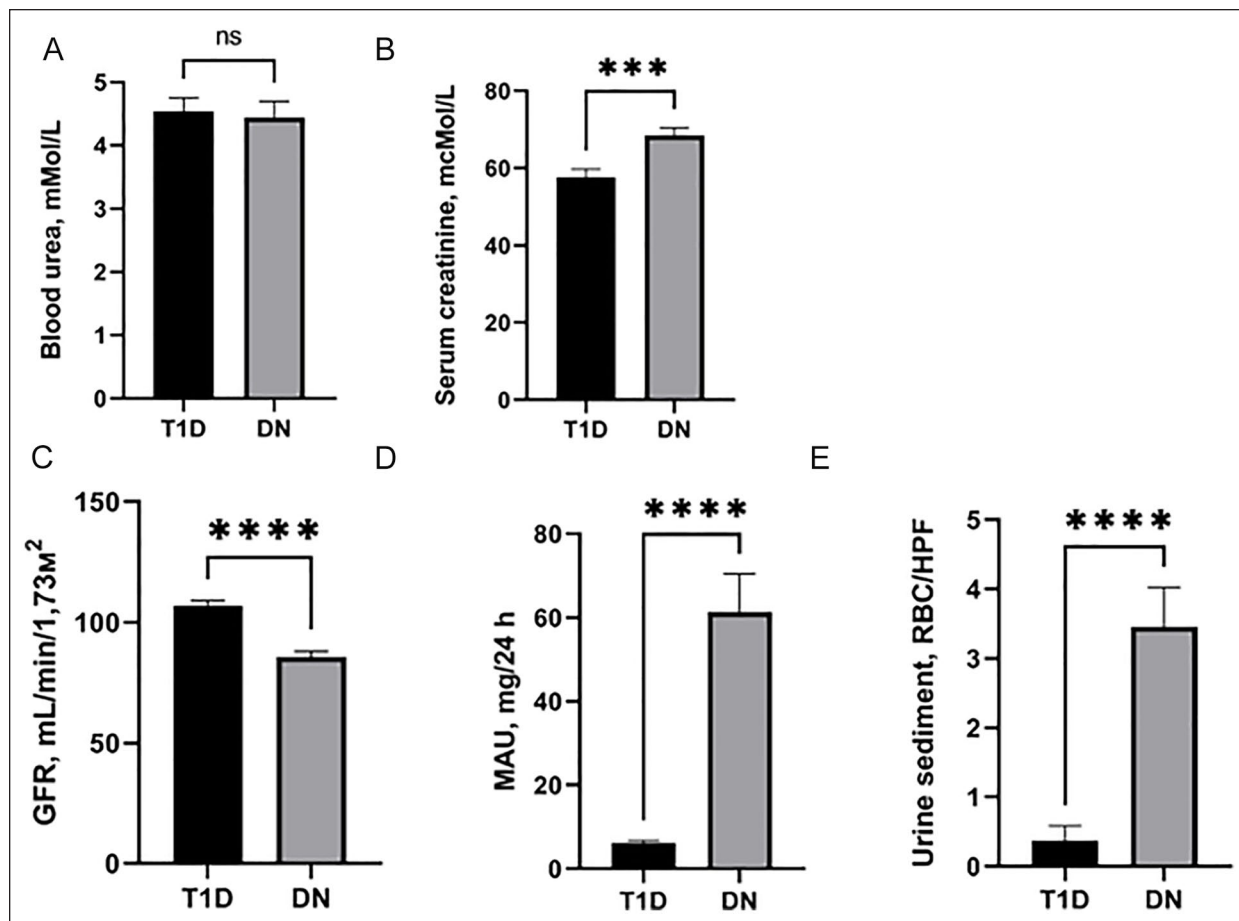 A
ns
Blood urea, mMol/L
5
4
3
2
1
0
T1D DN
B
***
Serum creatinine, mcMol/L
80
60
40
20
0
T1D DN
C
****
GFR, mL/min/1,73м²
150
100
50
0
T1D DN
D
****
MAU, mg/24 h
80
60
40
20
0
T1D DN
E
****
Urine sediment, RBC/HPF
5
4
3
2
1
0
T1D DN